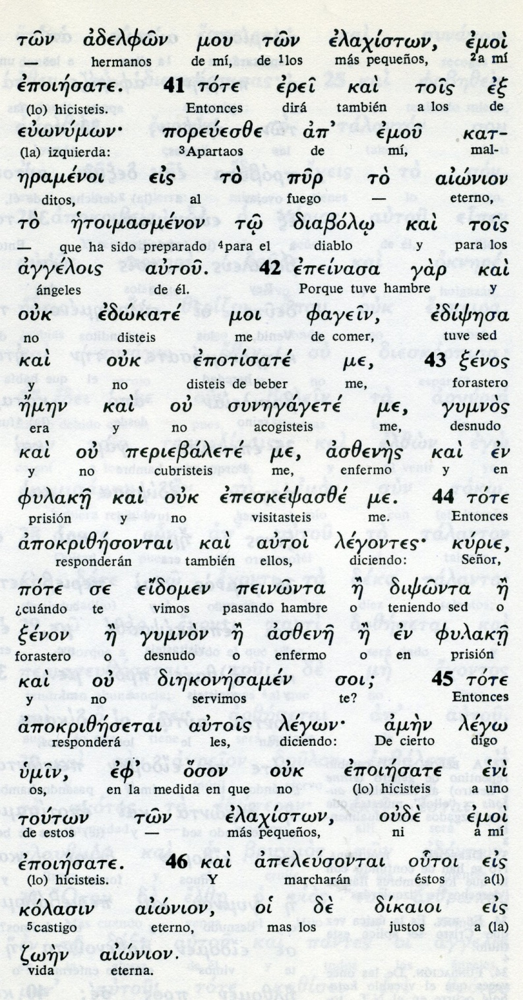 τῶν ἀδελφῶν μου τῶν ἐλαχίστων, ἐμοὶ
— hermanos de mí, de ¹los más pequeños, ²a mí
ἐποιήσατε. 41 τότε ἐρεῖ καὶ τοῖς ἐξ
(lo) hicisteis. Entonces dirá también a los de
εὐωνύμων· πορεύεσθε ἀπ’ ἐμοῦ κατ-
(la) izquierda: ³Apartaos de mí, mal-
ηραμένοι εἰς τὸ πῦρ τὸ αἰώνιον
ditos, al fuego — eterno,
τὸ ἡτοιμασμένον τῷ διαβόλῳ καὶ τοῖς
— que ha sido preparado ⁴para el diablo y para los
ἀγγέλοις αὐτοῦ. 42 ἐπείνασα γὰρ καὶ
ángeles de él. Porque tuve hambre y
οὐκ ἐδώκατέ μοι φαγεῖν, ἐδίψησα
no disteis me de comer, tuve sed
καὶ οὐκ ἐποτίσατέ με, 43 ξένος
y no disteis de beber me, forastero
ἤμην καὶ οὐ συνηγάγετέ με, γυμνὸς
era y no acogisteis me, desnudo
καὶ οὐ περιεβάλετέ με, ἀσθενὴς καὶ ἐν
y no cubristeis me, enfermo y en
φυλακῇ καὶ οὐκ ἐπεσκέψασθέ με. 44 τότε
prisión y no visitasteis me. Entonces
ἀποκριθήσονται καὶ αὐτοὶ λέγοντες· κύριε,
responderán también ellos, diciendo: Señor,
πότε σε εἴδομεν πεινῶντα ἢ διψῶντα ἢ
¿cuándo te vimos pasando hambre o teniendo sed o
ξένον ἢ γυμνὸν ἢ ἀσθενῆ ἢ ἐν φυλακῇ
forastero o desnudo o enfermo o en prisión
καὶ οὐ διηκονήσαμέν σοι; 45 τότε
y no servimos te? Entonces
ἀποκριθήσεται αὐτοῖς λέγων· ἀμὴν λέγω
responderá les, diciendo: De cierto digo
ὑμῖν, ἐφ’ ὅσον οὐκ ἐποιήσατε ἑνὶ
os, en la medida en que no (lo) hicisteis a uno
τούτων τῶν ἐλαχίστων, οὐδὲ ἐμοὶ
de estos — más pequeños, ni a mí
ἐποιήσατε. 46 καὶ ἀπελεύσονται οὗτοι εἰς
(lo) hicisteis. Y marcharán éstos a(l)
κόλασιν αἰώνιον, οἱ δὲ δίκαιοι εἰς
⁵castigo eterno, mas los justos a (la)
ζωὴν αἰώνιον.
vida eterna.